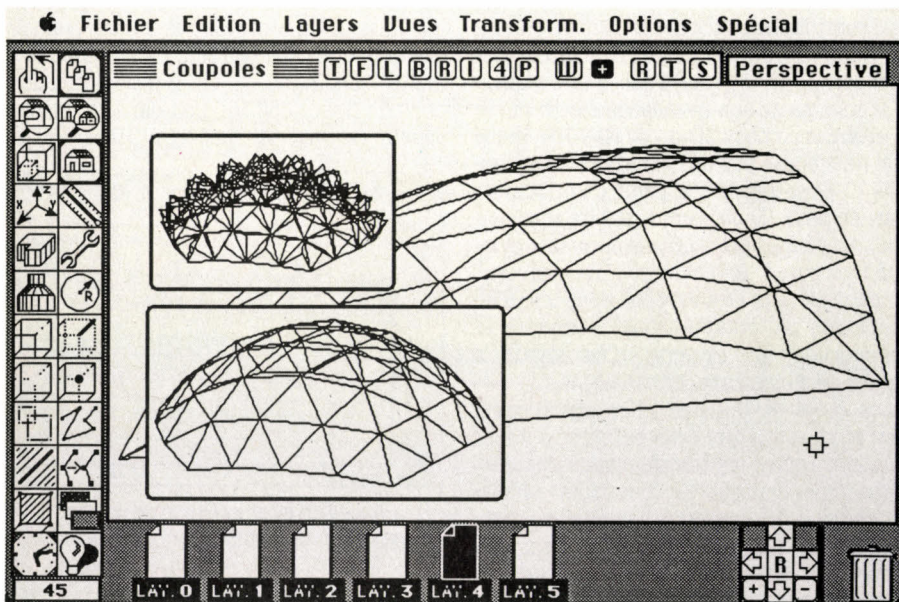 Fichier Edition Layers Vues Transform. Options Spécial
Coupoles T F L B R I 4 P W + R T S Perspective
Z
X Y
R
45 LAY.0 LAY.1 LAY.2 LAY.3 LAY.4 LAY.5 R
+ -